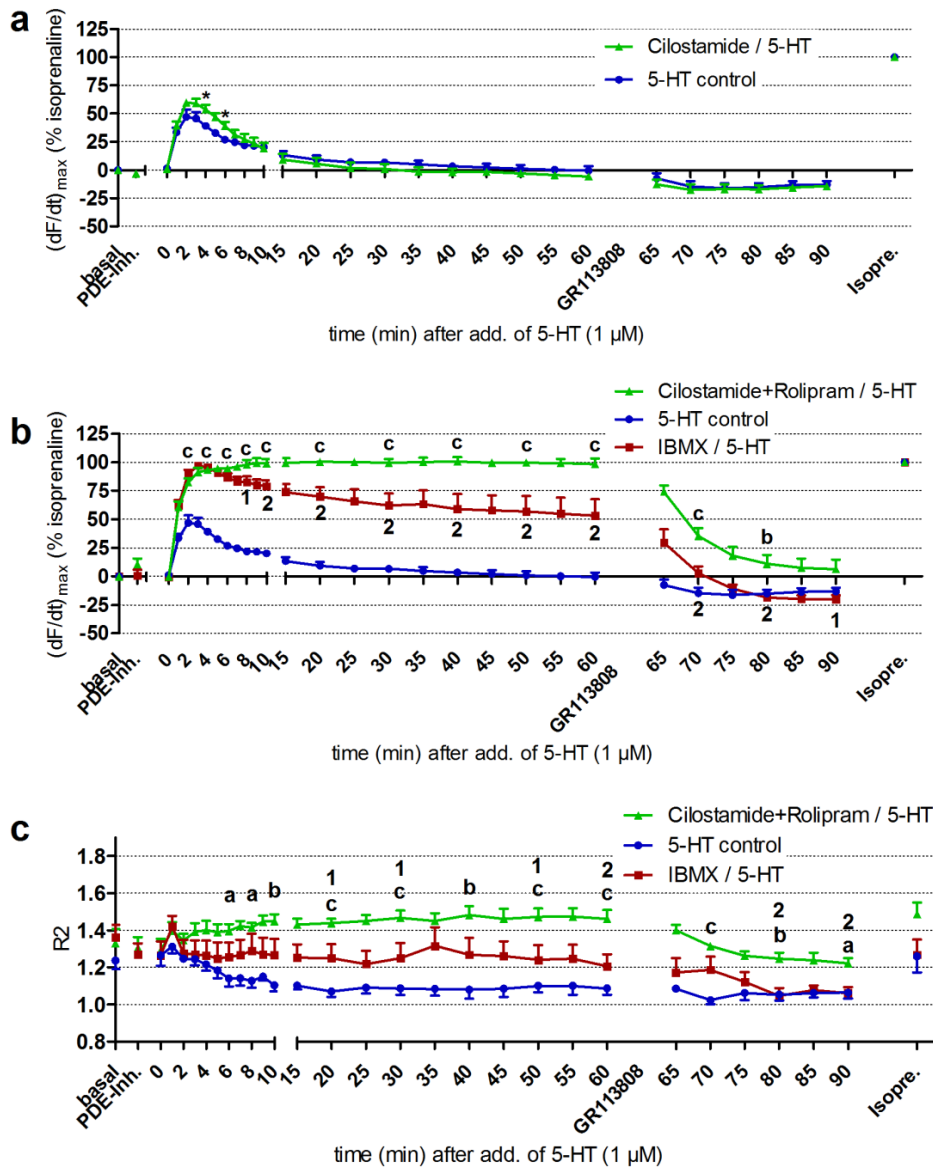 a
(dF/dt)max (% isoprenaline)
125
100
75
50
25
0
-25
-50
Cilostamide / 5-HT
5-HT control
* *
basal PDE-Inh. 0 2 4 6 8 10 15 20 25 30 35 40 45 50 55 60 GR113808 65 70 75 80 85 90 Isopre.
time (min) after add. of 5-HT (1 µM)
b
(dF/dt)max (% isoprenaline)
125
100
75
50
25
0
-25
-50
Cilostamide+Rolipram / 5-HT
5-HT control
IBMX / 5-HT
c c c c c c c c c c
1 2 2 2 2 2 2
c b
2 2 1
basal PDE-Inh. 0 2 4 6 8 10 15 20 25 30 35 40 45 50 55 60 GR113808 65 70 75 80 85 90 Isopre.
time (min) after add. of 5-HT (1 µM)
c
R2
1.8
1.6
1.4
1.2
1.0
0.8
Cilostamide+Rolipram / 5-HT
5-HT control
IBMX / 5-HT
1 1 1 2 2 2
a a b c c b c c c b a
basal PDE-Inh. 0 2 4 6 8 10 15 20 25 30 35 40 45 50 55 60 GR113808 65 70 75 80 85 90 Isopre.
time (min) after add. of 5-HT (1 µM)